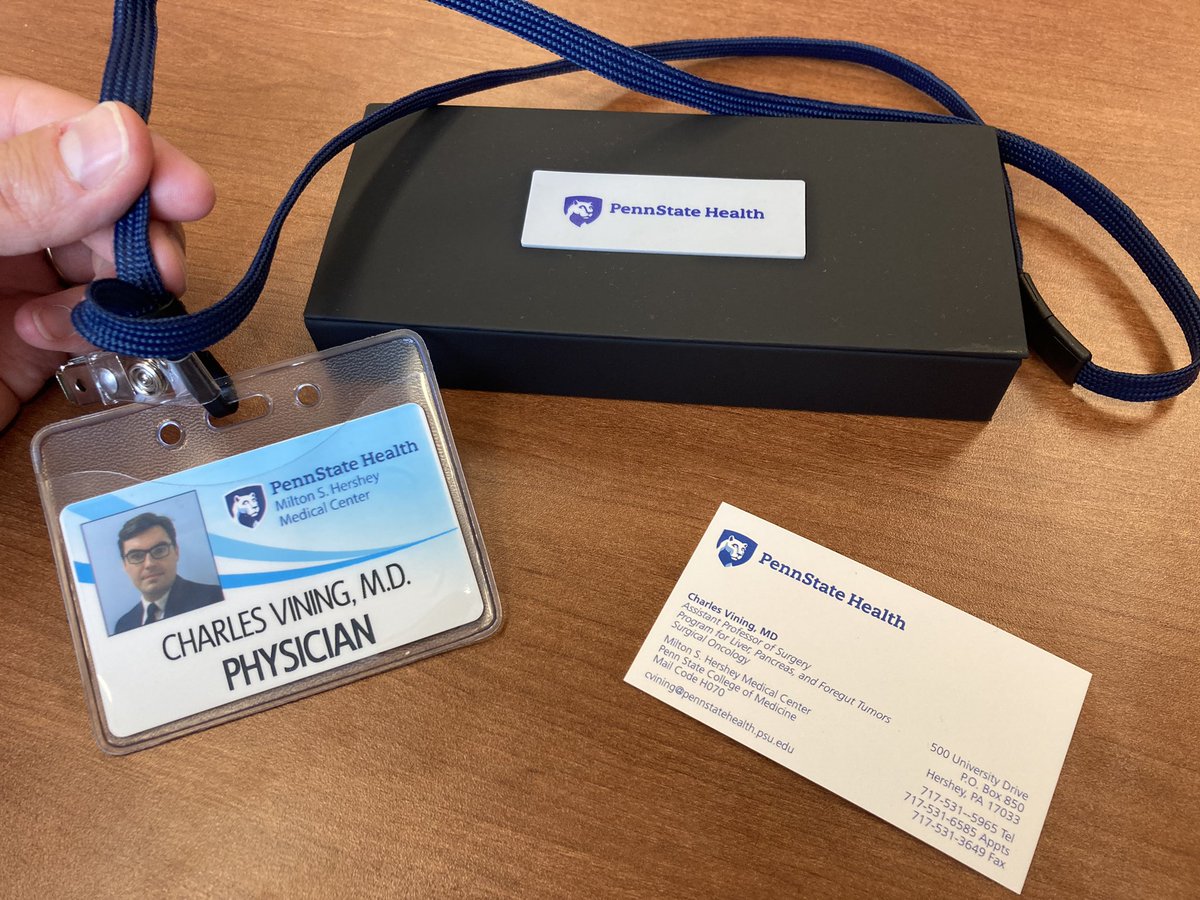 PennState Health
PennState Health
Milton S. Hershey
Medical Center
CHARLES VINING, M.D.
PHYSICIAN
PennState Health
Charles Vining, MD
Assistant Professor of Surgery
Program for Liver, Pancreas, and Foregut Tumors
Surgical Oncology
Milton S. Hershey Medical Center
Penn State College of Medicine
Mail Code H070
cvining@pennstatehealth.psu.edu
500 University Drive
P.O. Box 850
Hershey, PA 17033
717-531--5965 Tel
717-531-6585 Appts
717-531-3649 Fax